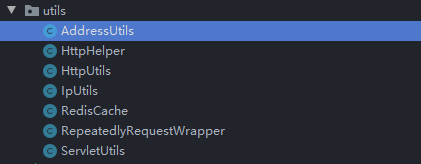 utils
AddressUtils
HttpHelper
HttpUtils
IpUtils
RedisCache
RepeatedlyRequestWrapper
ServletUtils